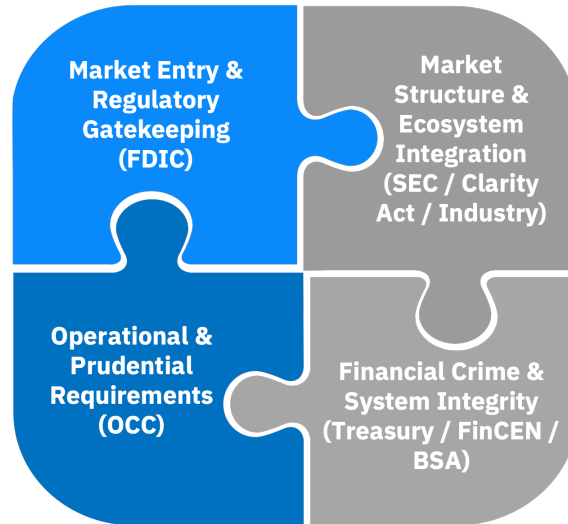 Market Entry &
Regulatory
Gatekeeping
(FDIC)
Market
Structure &
Ecosystem
Integration
(SEC / Clarity
Act / Industry)
Operational &
Prudential
Requirements
(OCC)
Financial Crime &
System Integrity
(Treasury / FinCEN /
BSA)